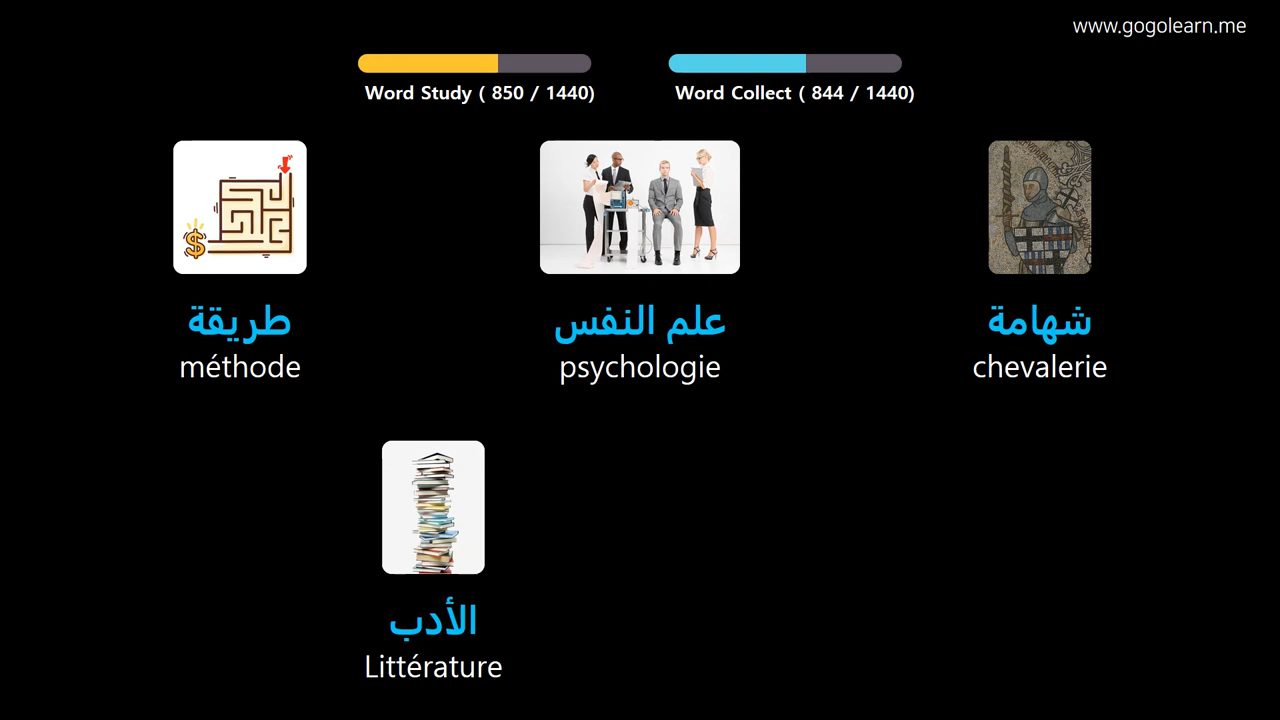 www.gogolearn.me
Word Study ( 850 / 1440)
Word Collect ( 844 / 1440)
طريقة
méthode
علم النفس
psychologie
شهامة
chevalerie
الأدب
Littérature